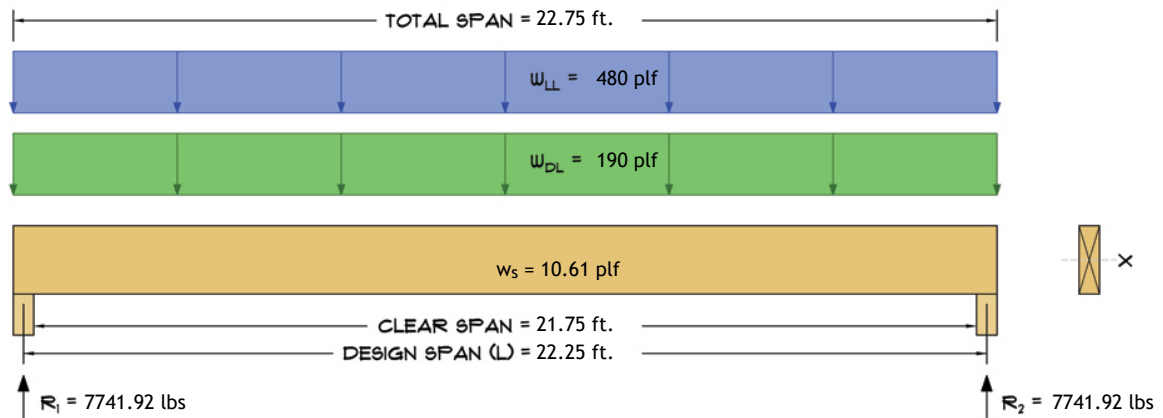 TOTAL SPAN = 22.75 ft.
wLL = 480 plf
wDL = 190 plf
ws = 10.61 plf
X
CLEAR SPAN = 21.75 ft.
DESIGN SPAN (L) = 22.25 ft.
R1 = 7741.92 lbs
R2 = 7741.92 lbs